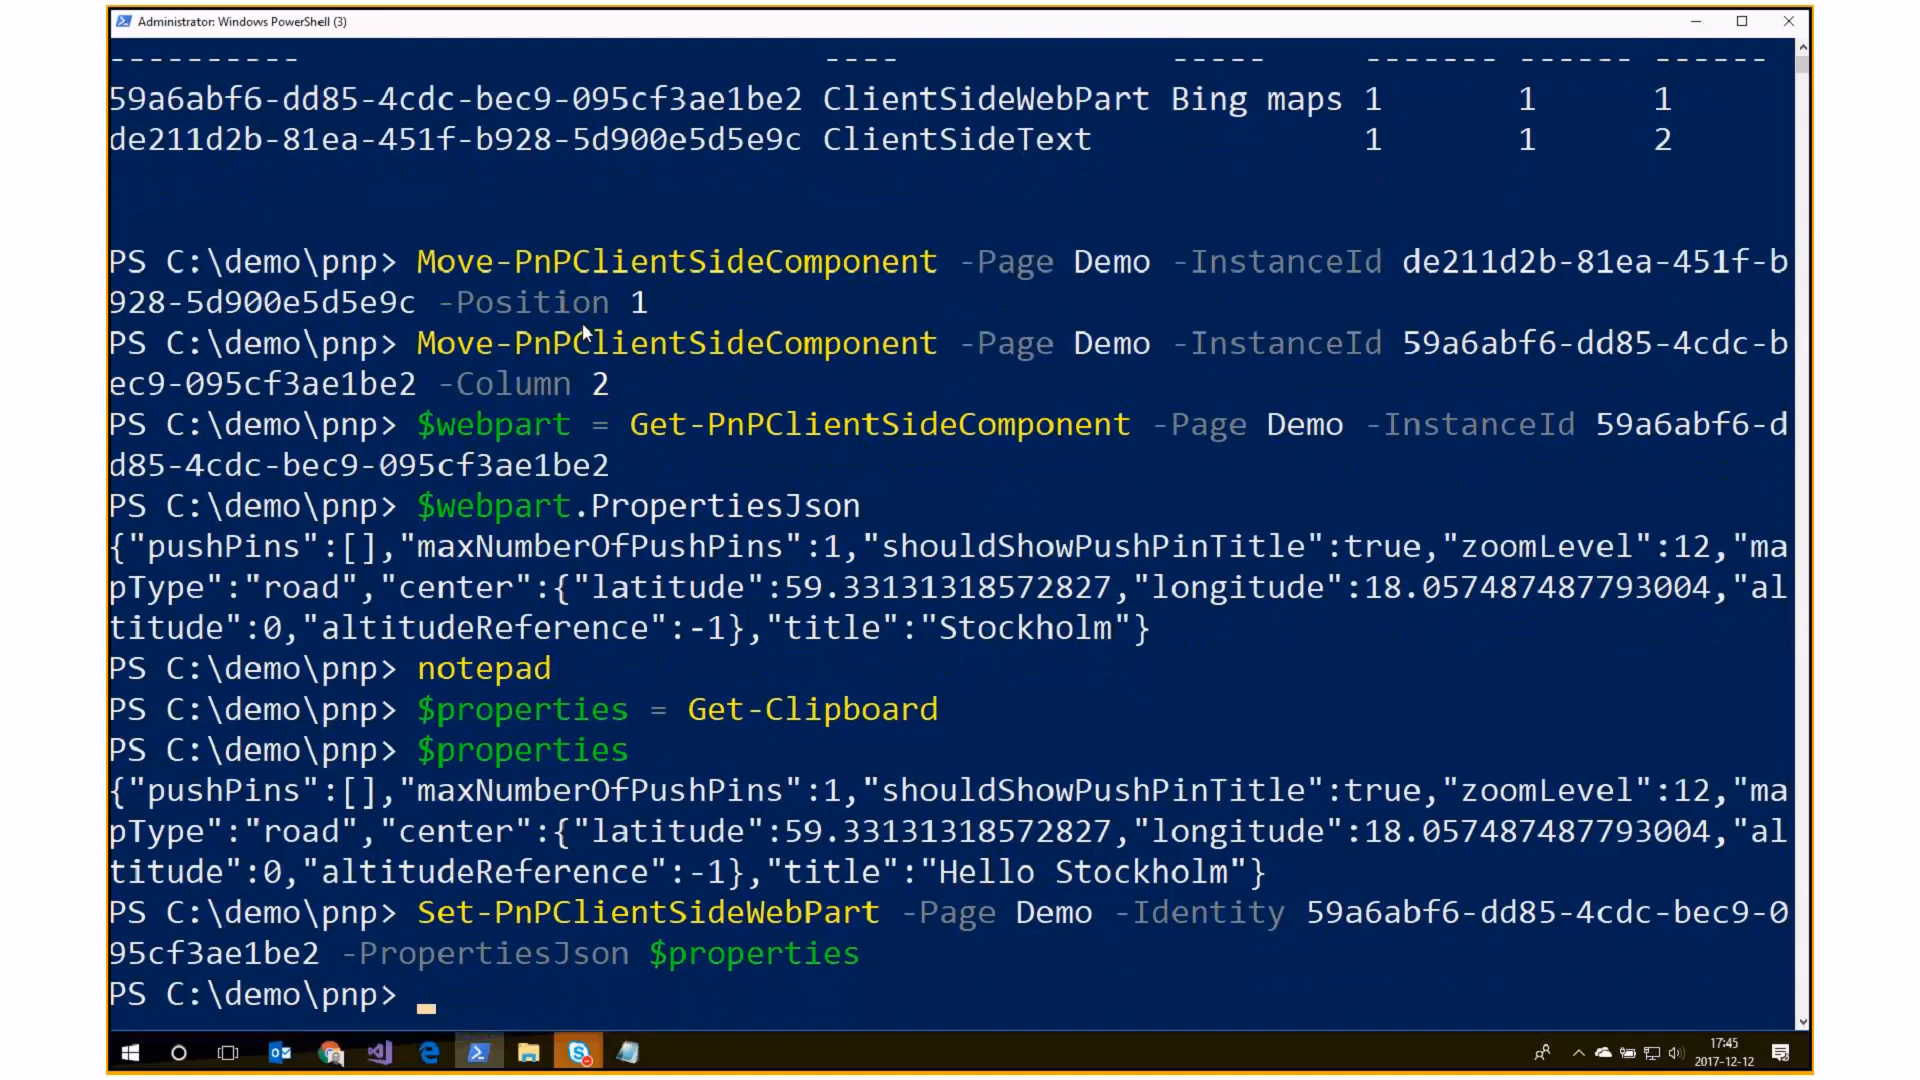 Administrator: Windows PowerShell (3)
---------- ---- ----- ------- ------ ------
59a6abf6-dd85-4cdc-bec9-095cf3ae1be2 ClientSideWebPart Bing maps 1 1 1
de211d2b-81ea-451f-b928-5d900e5d5e9c ClientSideText 1 1 2
PS C:\demo\pnp> Move-PnPClientSideComponent -Page Demo -InstanceId de211d2b-81ea-451f-b
928-5d900e5d5e9c -Position 1
PS C:\demo\pnp> Move-PnPClientSideComponent -Page Demo -InstanceId 59a6abf6-dd85-4cdc-b
ec9-095cf3ae1be2 -Column 2
PS C:\demo\pnp> $webpart = Get-PnPClientSideComponent -Page Demo -InstanceId 59a6abf6-d
d85-4cdc-bec9-095cf3ae1be2
PS C:\demo\pnp> $webpart.PropertiesJson
{"pushPins":[],"maxNumberOfPushPins":1,"shouldShowPushPinTitle":true,"zoomLevel":12,"ma
pType":"road","center":{"latitude":59.33131318572827,"longitude":18.057487487793004,"al
titude":0,"altitudeReference":-1},"title":"Stockholm"}
PS C:\demo\pnp> notepad
PS C:\demo\pnp> $properties = Get-Clipboard
PS C:\demo\pnp> $properties
{"pushPins":[],"maxNumberOfPushPins":1,"shouldShowPushPinTitle":true,"zoomLevel":12,"ma
pType":"road","center":{"latitude":59.33131318572827,"longitude":18.057487487793004,"al
titude":0,"altitudeReference":-1},"title":"Hello Stockholm"}
PS C:\demo\pnp> Set-PnPClientSideWebPart -Page Demo -Identity 59a6abf6-dd85-4cdc-bec9-0
95cf3ae1be2 -PropertiesJson $properties
PS C:\demo\pnp>
17:45
2017-12-12